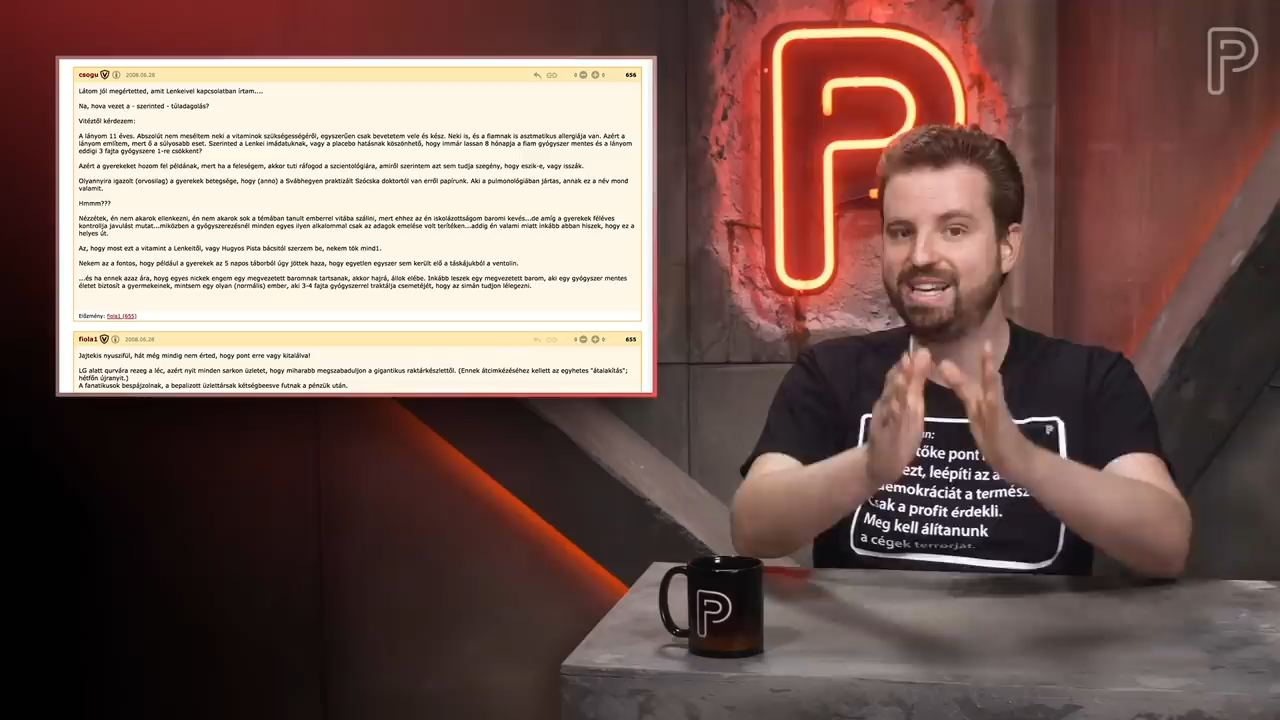 csogu 2008.06.28 0 0 656
Látom jól megértetted, amit Lenkeivel kapcsolatban írtam....
Na, hova vezet a - szerinted - túladagolás?
Vitéztől kérdezem:
A lányom 11 éves. Abszolút nem meséltem neki a vitaminok szükségességéről, egyszerűen csak bevetetem vele és kész. Neki is, és a fiamnak is asztmatikus allergiája van. Azért a
lányom említem, mert ő a súlyosabb eset. Szerinted a Lenkei imádatuknak, vagy a placebo hatásnak köszönhető, hogy immár lassan 8 hónapja a fiam gyógyszer mentes és a lányom
eddigi 3 fajta gyógyszere 1-re csökkent?
Azért a gyerekeket hozom fel példának, mert ha a feleségem, akkor tuti ráfogod a szcientológiára, amiről szerintem azt sem tudja szegény, hogy eszik-e, vagy isszák.
Olyannyira igazolt (orvosilag) a gyerekek betegsége, hogy (anno) a Svábhegyen praktizált Szócska doktortól van erről papírunk. Aki a pulmonológiában jártas, annak ez a név mond
valamit.
Hmmm???
Nézzétek, én nem akarok ellenkezni, én nem akarok sok a témában tanult emberrel vitába szálini, mert ehhez az én iskolázottságom baromi kevés...de amíg a gyerekek féléves
kontrollja javulást mutat...miközben a gyógyszerezésnél minden egyes ilyen alkalommal csak az adagok emelése volt terítéken...addig én valami miatt inkább abban hiszek, hogy ez a
helyes út.
Az, hogy most ezt a vitamint a Lenkeitől, vagy Hugyos Pista bácsitól szerzem be, nekem tök mind1.
Nekem az a fontos, hogy például a gyerekek az 5 napos táborból úgy jöttek haza, hogy egyetlen egyszer sem került elő a táskájukból a ventolin.
...és ha ennek azaz ára, hoyg egyes nickek engem egy megvezetett baromnak tartsanak, akkor hajrá, állok elébe. Inkább leszek egy megvezetett barom, aki egy gyógyszer mentes
életet biztosít a gyermekeinek, mintsem egy olyan (normális) ember, aki 3-4 fajta gyógyszerrel traktálja csemetéjét, hogy az simán tudjon lélegezni.
Előzmény: fiola1 (655)
fiola1 2008.06.28 0 0 655
Jajtekis nyuszifül, hát még mindig nem érted, hogy pont erre vagy kitalálva!
LG alatt qurvára rezeg a léc, azért nyit minden sarkon üzletet, hogy miharabb megszabaduljon a gigantikus raktárkészlettől. (Ennek átcimkézéséhez kellett az egyhetes "átalakítás";
hétfőn újranyit.)
A fanatikusok bespájzolnak, a bepalizott üzlettársak kétségbeesve futnak a pénzük után.
P
P
in:
tőke pont
ezt, leépíti az a
demokráciát a termész
Csak a profit érdekli.
Meg kell álítanunk
a cégek terrorját.
P